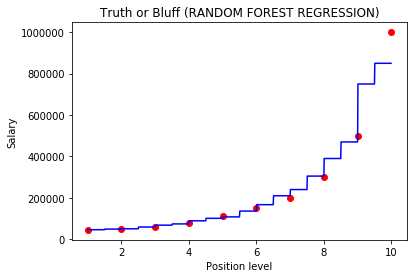 Truth or Bluff (RANDOM FOREST REGRESSION)
1000000
800000
600000
400000
200000
0
Salary
2 4 6 8 10
Position level